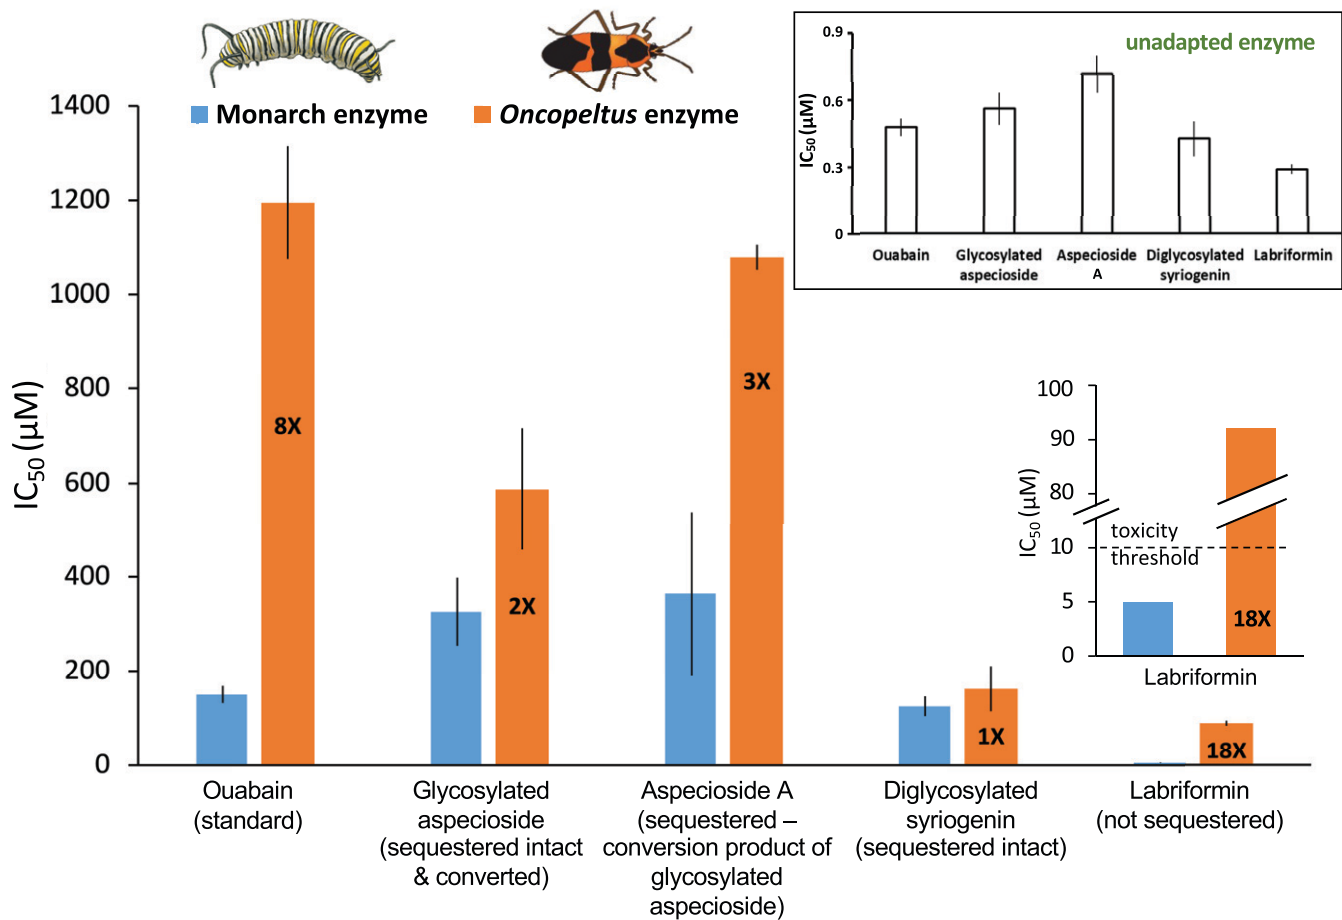 Monarch enzyme
Oncopeltus enzyme
IC50 (µM)
1400
1200
1000
800
600
400
200
0
8X
2X
3X
1X
18X
Ouabain
(standard)
Glycosylated
aspecioside
(sequestered intact
& converted)
Aspecioside A
(sequestered –
conversion product of
glycosylated
aspecioside)
Diglycosylated
syriogenin
(sequestered intact)
Labriformin
(not sequestered)
unadapted enzyme
IC50 (µM)
0.9
0.6
0.3
0
Ouabain
Glycosylated
aspecioside
Aspecioside
A
Diglycosylated
syriogenin
Labriformin
IC50 (µM)
100
90
80
10
5
0
toxicity
threshold
18X
Labriformin